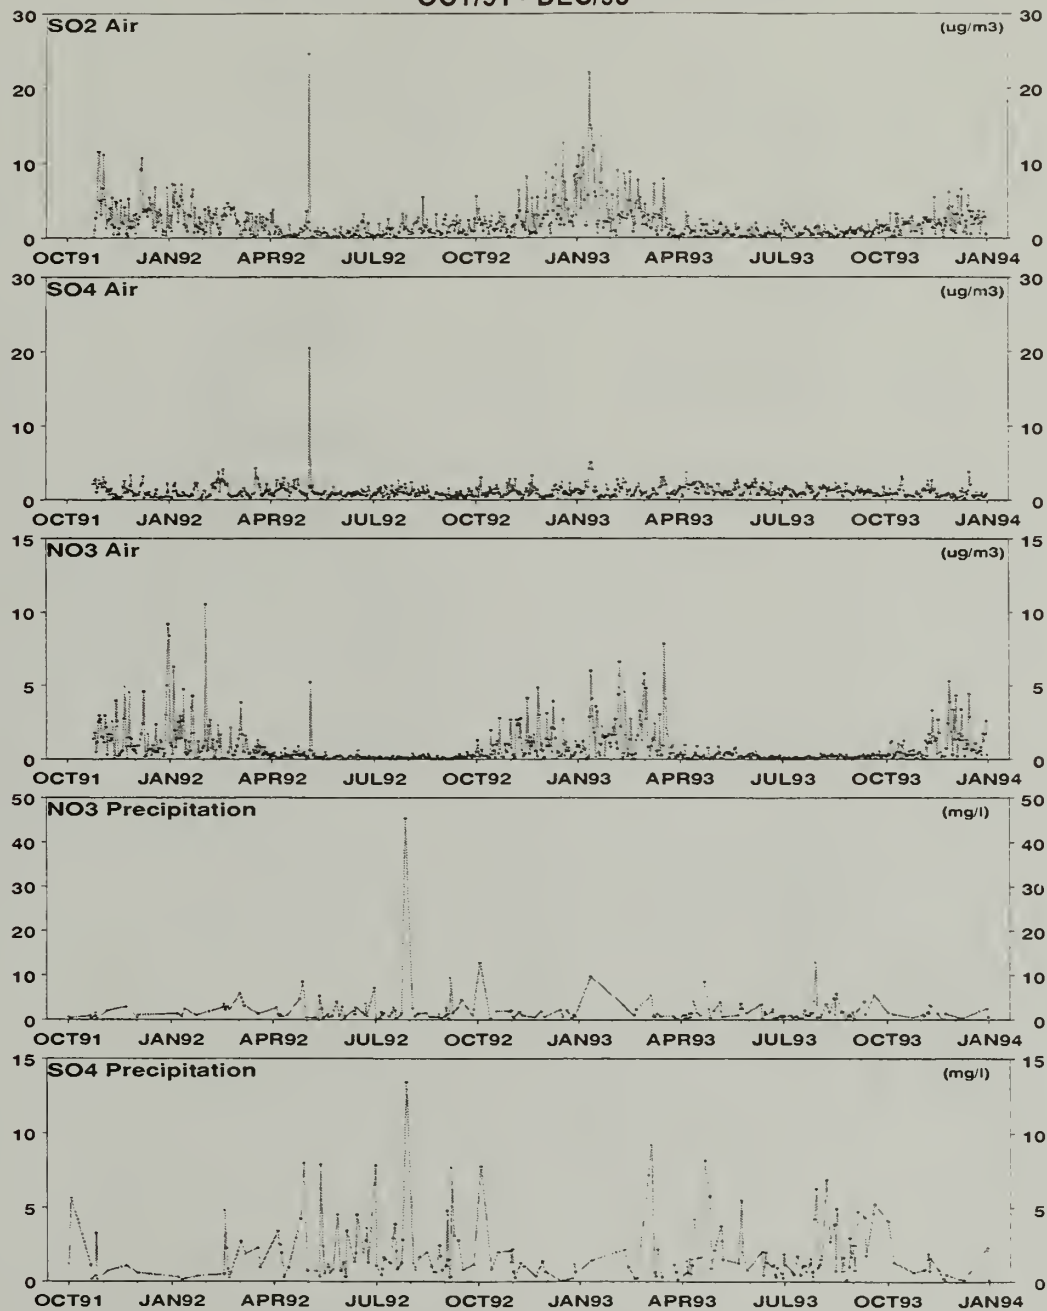 30 SO2 Air (ug/m3) 30
20 20
10 10
0 0
OCT91 JAN92 APR92 JUL92 OCT92 JAN93 APR93 JUL93 OCT93 JAN94
30 SO4 Air (ug/m3) 30
20 20
10 10
0 0
OCT91 JAN92 APR92 JUL92 OCT92 JAN93 APR93 JUL93 OCT93 JAN94
15 NO3 Air (ug/m3) 15
10 10
5 5
0 0
OCT91 JAN92 APR92 JUL92 OCT92 JAN93 APR93 JUL93 OCT93 JAN94
50 NO3 Precipitation (mg/l) 50
40 40
30 30
20 20
10 10
0 0
OCT91 JAN92 APR92 JUL92 OCT92 JAN93 APR93 JUL93 OCT93 JAN94
15 SO4 Precipitation (mg/l) 15
10 10
5 5
0 0
OCT91 JAN92 APR92 JUL92 OCT92 JAN93 APR93 JUL93 OCT93 JAN94